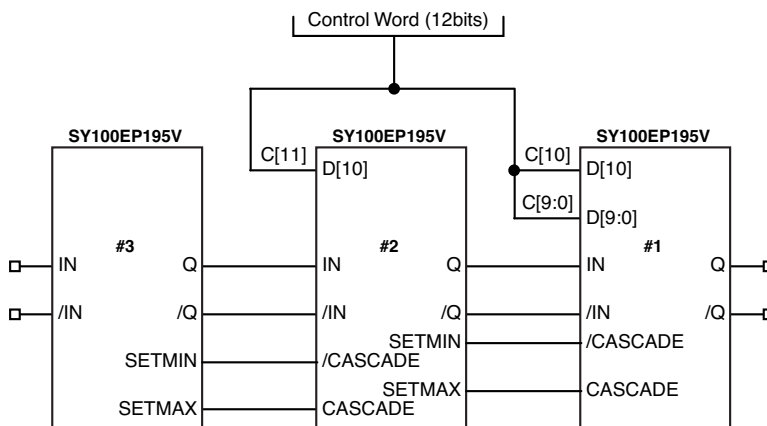 Control Word (12bits)
SY100EP195V SY100EP195V SY100EP195V
C[11] D[10] C[10] D[10]
C[9:0] D[9:0]
#3 #2 #1
IN Q IN Q IN Q
/IN /Q /IN /Q /IN /Q
SETMIN /CASCADE
SETMIN /CASCADE
SETMAX CASCADE
SETMAX CASCADE